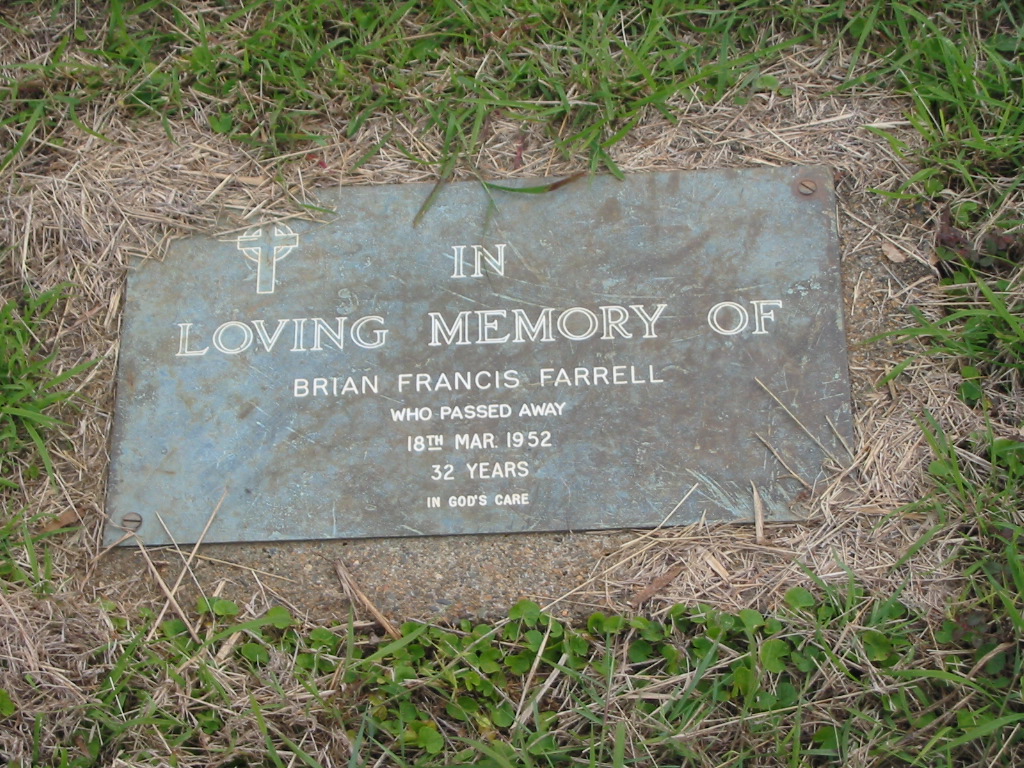 IN
LOVING MEMORY OF
BRIAN FRANCIS FARRELL
WHO PASSED AWAY
18TH MAR. 1952
32 YEARS
IN GOD'S CARE